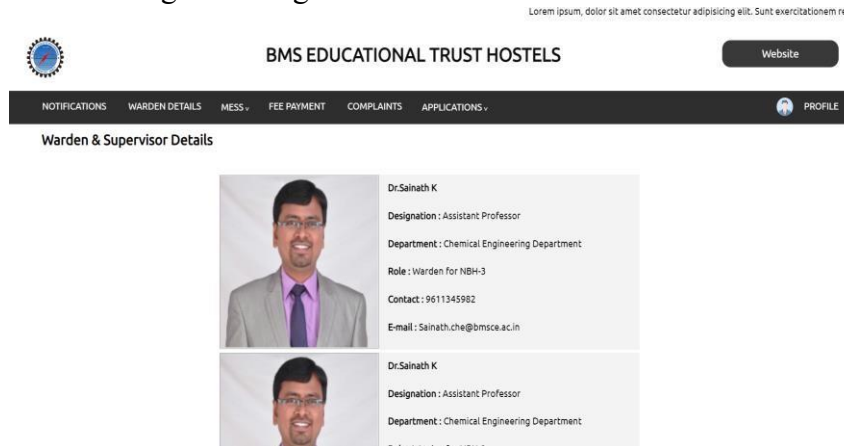 Lorem ipsum, dolor sit amet consectetur adipisicing elit. Sunt exercitationem re
BMS EDUCATIONAL TRUST HOSTELS
Website
NOTIFICATIONS WARDEN DETAILS MESS FEE PAYMENT COMPLAINTS APPLICATIONS PROFILE
Warden & Supervisor Details
Dr.Sainath K
Designation : Assistant Professor
Department : Chemical Engineering Department
Role : Warden for NBH-3
Contact : 9611345982
E-mail : Sainath.che@bmsce.ac.in
Dr.Sainath K
Designation : Assistant Professor
Department : Chemical Engineering Department